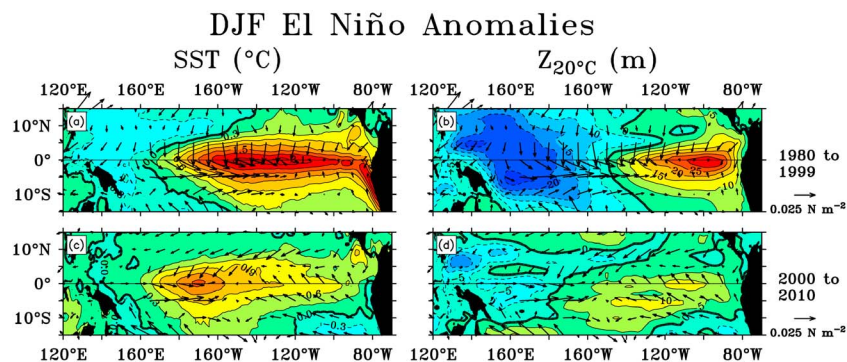 DJF El Niño Anomalies
SST (°C) Z20°C (m)
120°E 160°E 160°W 120°W 80°W 120°E 160°E 160°W 120°W 80°W
10°N (a) (b)
0° 1980 to
1999
10°S
0.025 N m⁻²
10°N (c) (d)
0° 2000 to
2010
10°S
0.025 N m⁻²
120°E 160°E 160°W 120°W 80°W 120°E 160°E 160°W 120°W 80°W